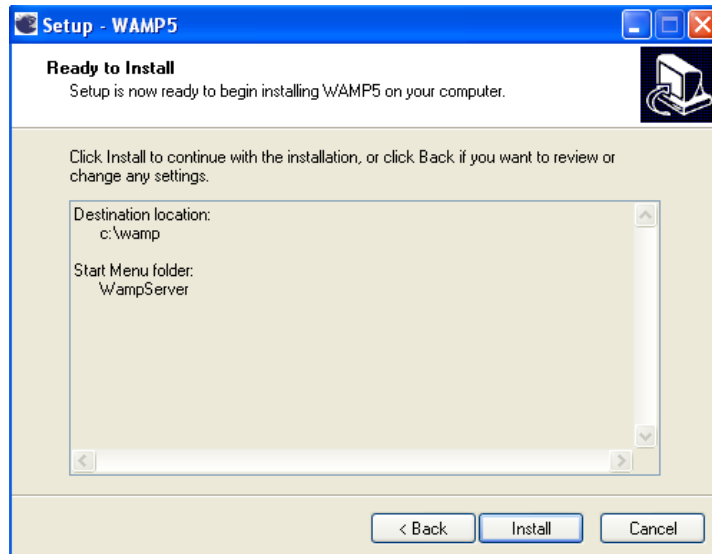 Setup - WAMP5
Ready to Install
Setup is now ready to begin installing WAMP5 on your computer.
Click Install to continue with the installation, or click Back if you want to review or
change any settings.
Destination location:
c:\wamp
Start Menu folder:
WampServer
< Back
Install
Cancel